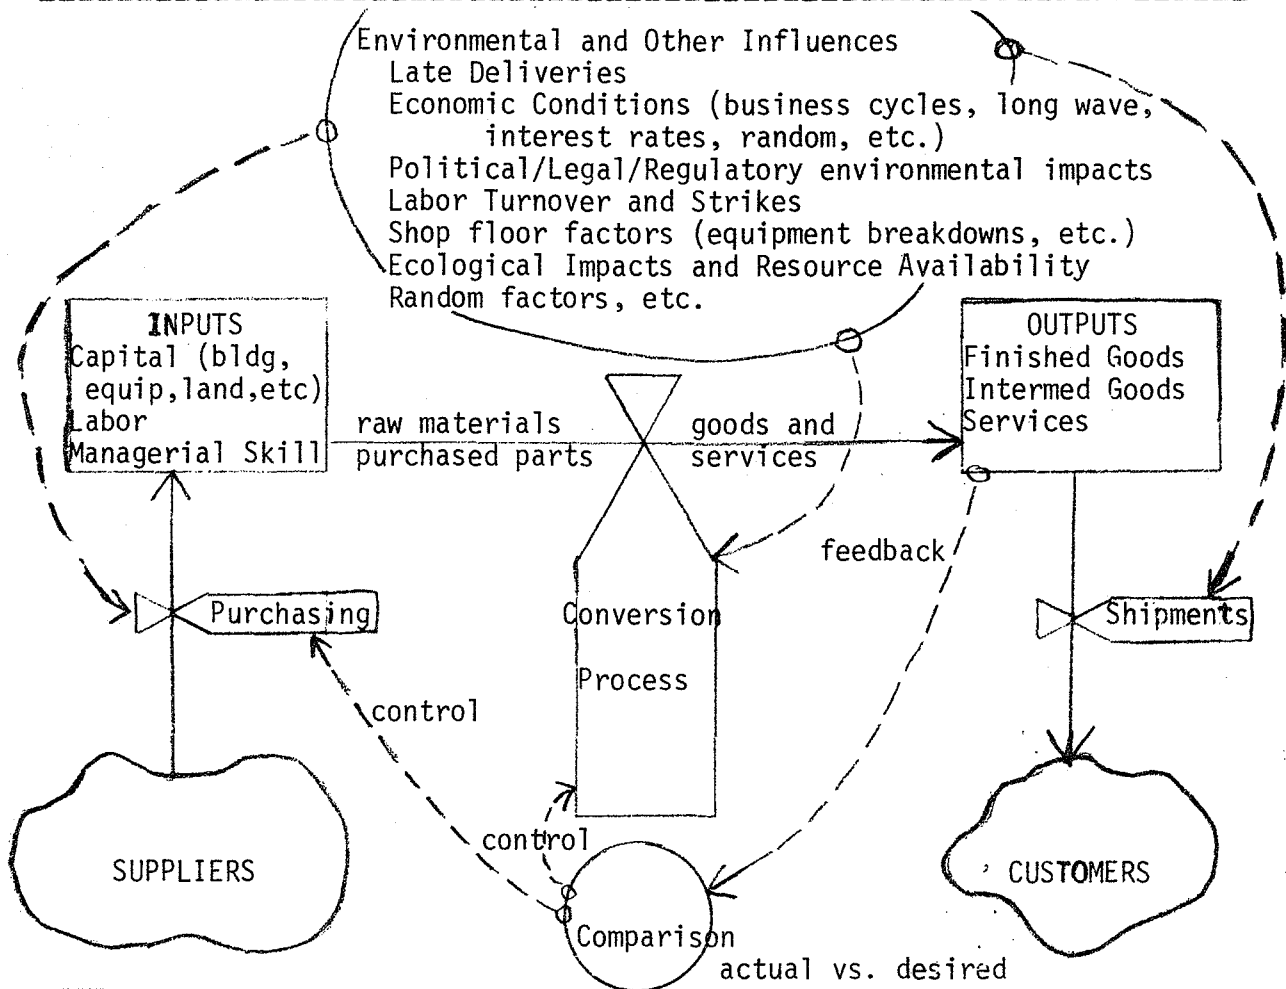 Environmental and Other Influences
Late Deliveries
Economic Conditions (business cycles, long wave,
interest rates, random, etc.)
Political/Legal/Regulatory environmental impacts
Labor Turnover and Strikes
Shop floor factors (equipment breakdowns, etc.)
Ecological Impacts and Resource Availability
Random factors, etc.
INPUTS
Capital (bldg,
equip,land,etc)
Labor
Managerial Skill
raw materials
purchased parts
goods and
services
OUTPUTS
Finished Goods
Intermed Goods
Services
feedback
Purchasing
Conversion
Process
Shipments
control
control
SUPPLIERS
CUSTOMERS
Comparison
actual vs. desired